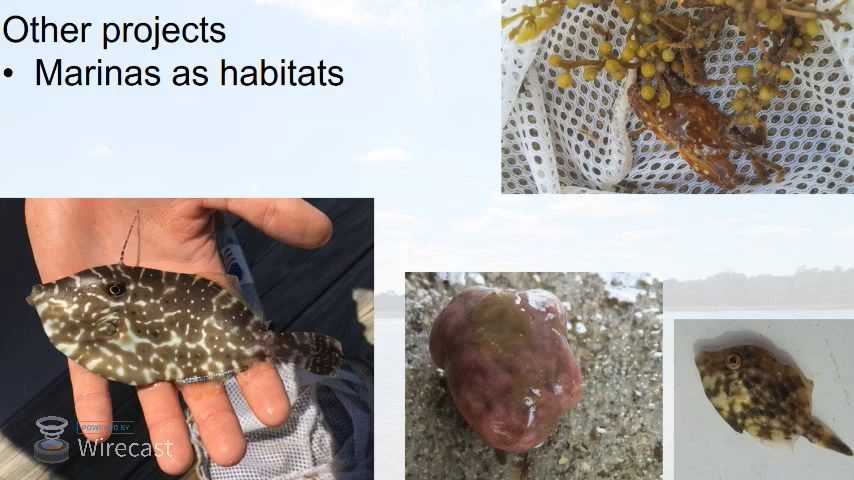 Other projects
• Marinas as habitats
POWERED BY
Wirecast